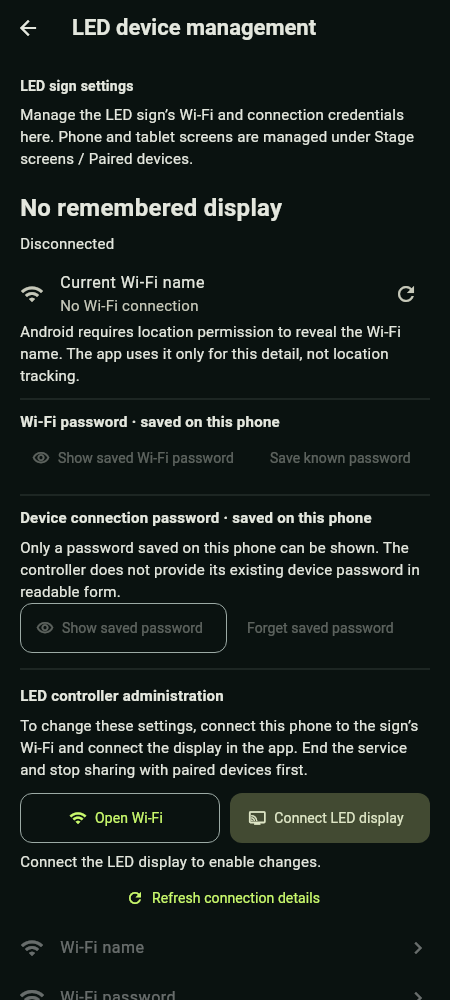 LED device management
LED sign settings
Manage the LED sign's Wi-Fi and connection credentials
here. Phone and tablet screens are managed under Stage
screens / Paired devices.
No remembered display
Disconnected
Current Wi-Fi name
No Wi-Fi connection
Android requires location permission to reveal the Wi-Fi
name. The app uses it only for this detail, not location
tracking.
Wi-Fi password · saved on this phone
Show saved Wi-Fi password
Save known password
Device connection password · saved on this phone
Only a password saved on this phone can be shown. The
controller does not provide its existing device password in
readable form.
Show saved password
Forget saved password
LED controller administration
To change these settings, connect this phone to the sign's
Wi-Fi and connect the display in the app. End the service
and stop sharing with paired devices first.
Open Wi-Fi
Connect LED display
Connect the LED display to enable changes.
Refresh connection details
Wi-Fi name
Wi-Fi password